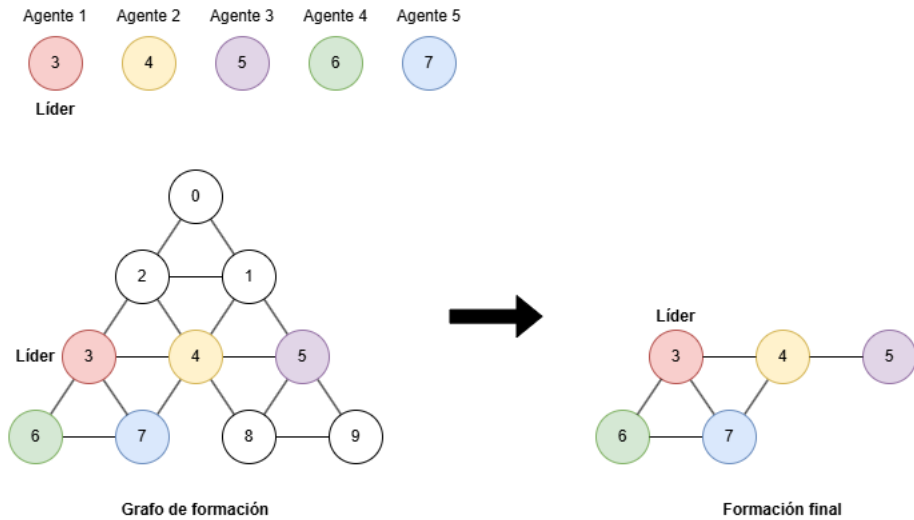 Agente 1 Agente 2 Agente 3 Agente 4 Agente 5
3 4 5 6 7
Líder
0
2 1
Líder
Líder 3 4 5
3 4 5
6 7 8 9
6 7
Grafo de formación
Formación final